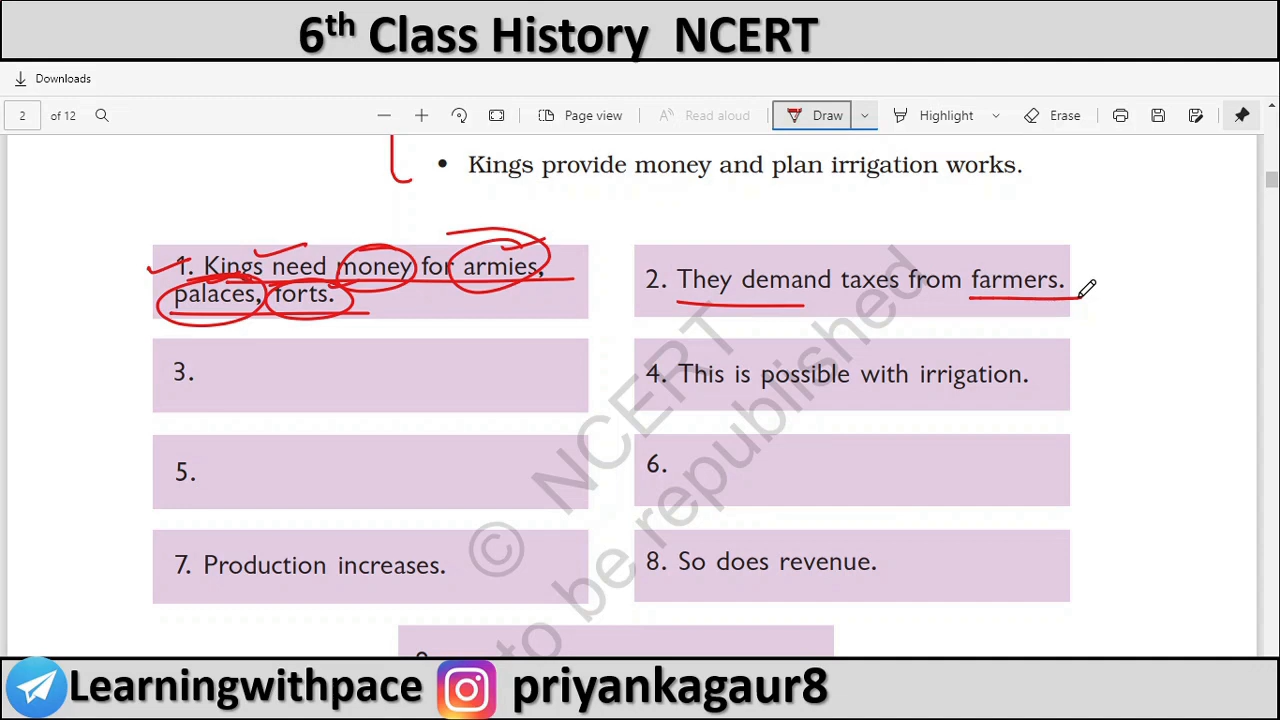 6th Class History NCERT
Downloads
2 of 12
Page view
Read aloud
Draw
Highlight
Erase
• Kings provide money and plan irrigation works.
1. Kings need money for armies,
palaces, forts.
2. They demand taxes from farmers.
3.
4. This is possible with irrigation.
5.
6.
7. Production increases.
8. So does revenue.
© NCERT
to be republished
Learningwithpace
priyankagaur8